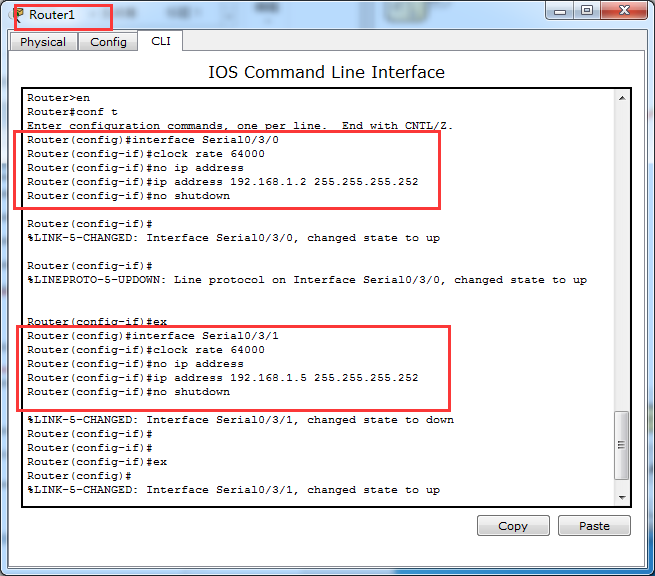 Router1
Physical Config CLI
IOS Command Line Interface
Router>en
Router#conf t
Enter configuration commands, one per line.  End with CNTL/Z.
Router(config)#interface Serial0/3/0
Router(config-if)#clock rate 64000
Router(config-if)#no ip address
Router(config-if)#ip address 192.168.1.2 255.255.255.252
Router(config-if)#no shutdown
Router(config-if)#
%LINK-5-CHANGED: Interface Serial0/3/0, changed state to up
Router(config-if)#
%LINEPROTO-5-UPDOWN: Line protocol on Interface Serial0/3/0, changed state to up
Router(config-if)#ex
Router(config)#interface Serial0/3/1
Router(config-if)#clock rate 64000
Router(config-if)#no ip address
Router(config-if)#ip address 192.168.1.5 255.255.255.252
Router(config-if)#no shutdown
%LINK-5-CHANGED: Interface Serial0/3/1, changed state to down
Router(config-if)#
Router(config-if)#
Router(config-if)#ex
Router(config)#
%LINK-5-CHANGED: Interface Serial0/3/1, changed state to up
Copy Paste